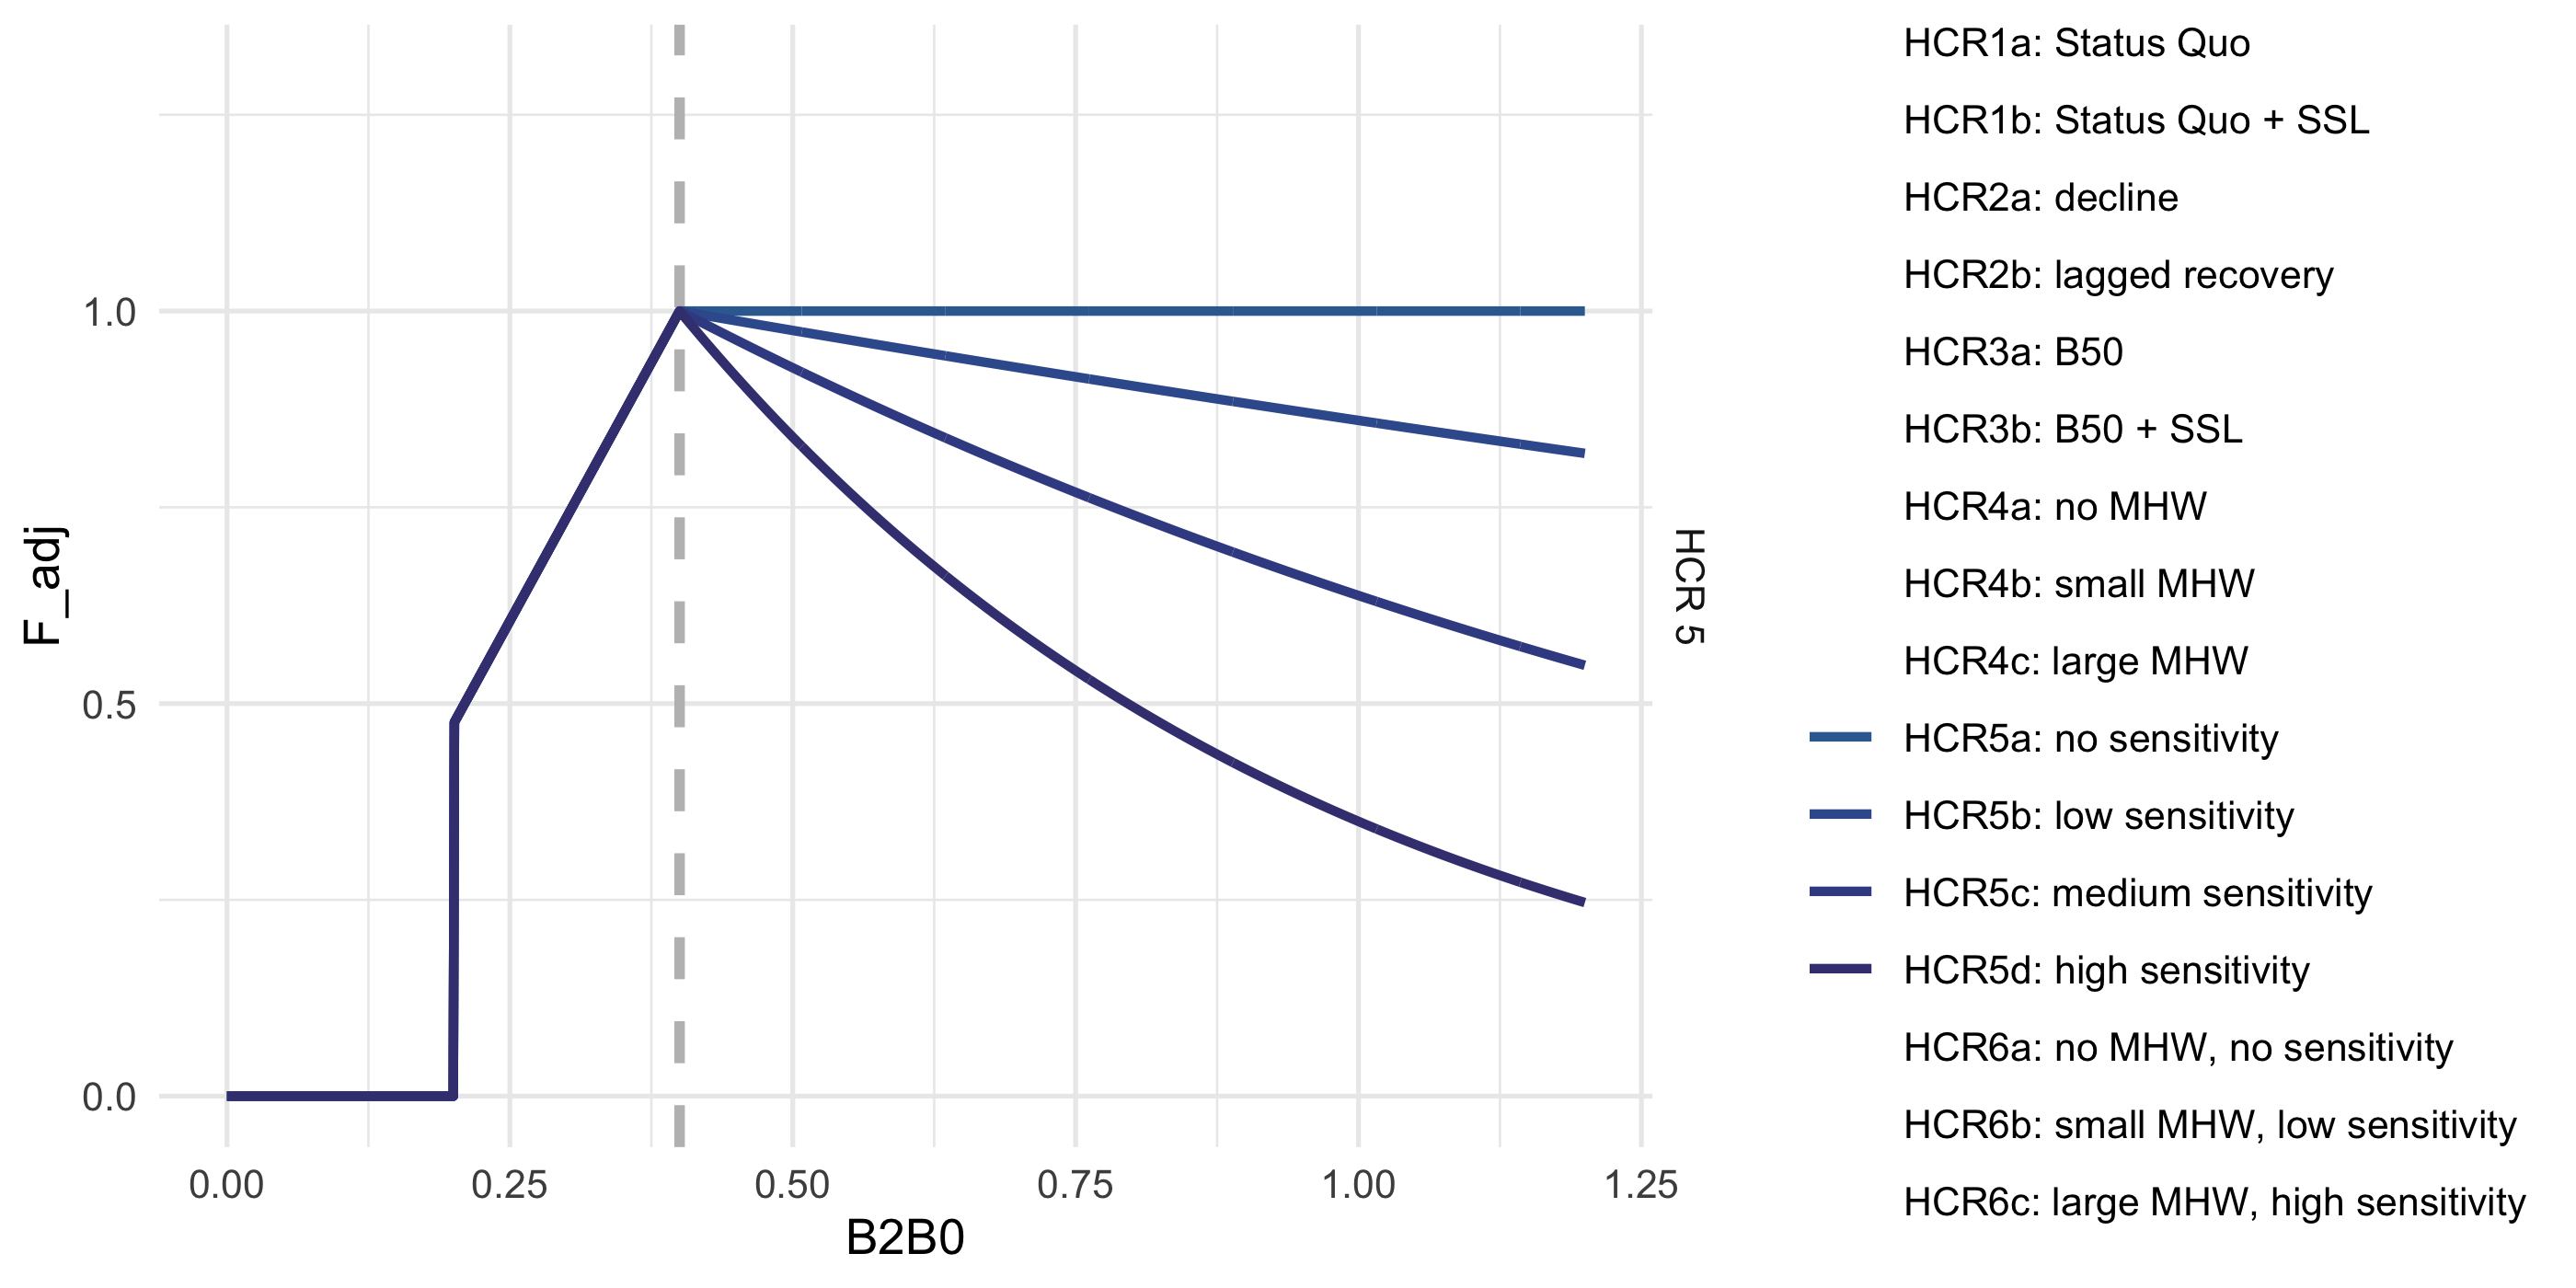 F_adj
1.0
0.5
0.0
0.00
0.25
0.50
0.75
1.00
1.25
B2B0
HCR 5
HCR1a: Status Quo
HCR1b: Status Quo + SSL
HCR2a: decline
HCR2b: lagged recovery
HCR3a: B50
HCR3b: B50 + SSL
HCR4a: no MHW
HCR4b: small MHW
HCR4c: large MHW
HCR5a: no sensitivity
HCR5b: low sensitivity
HCR5c: medium sensitivity
HCR5d: high sensitivity
HCR6a: no MHW, no sensitivity
HCR6b: small MHW, low sensitivity
HCR6c: large MHW, high sensitivity